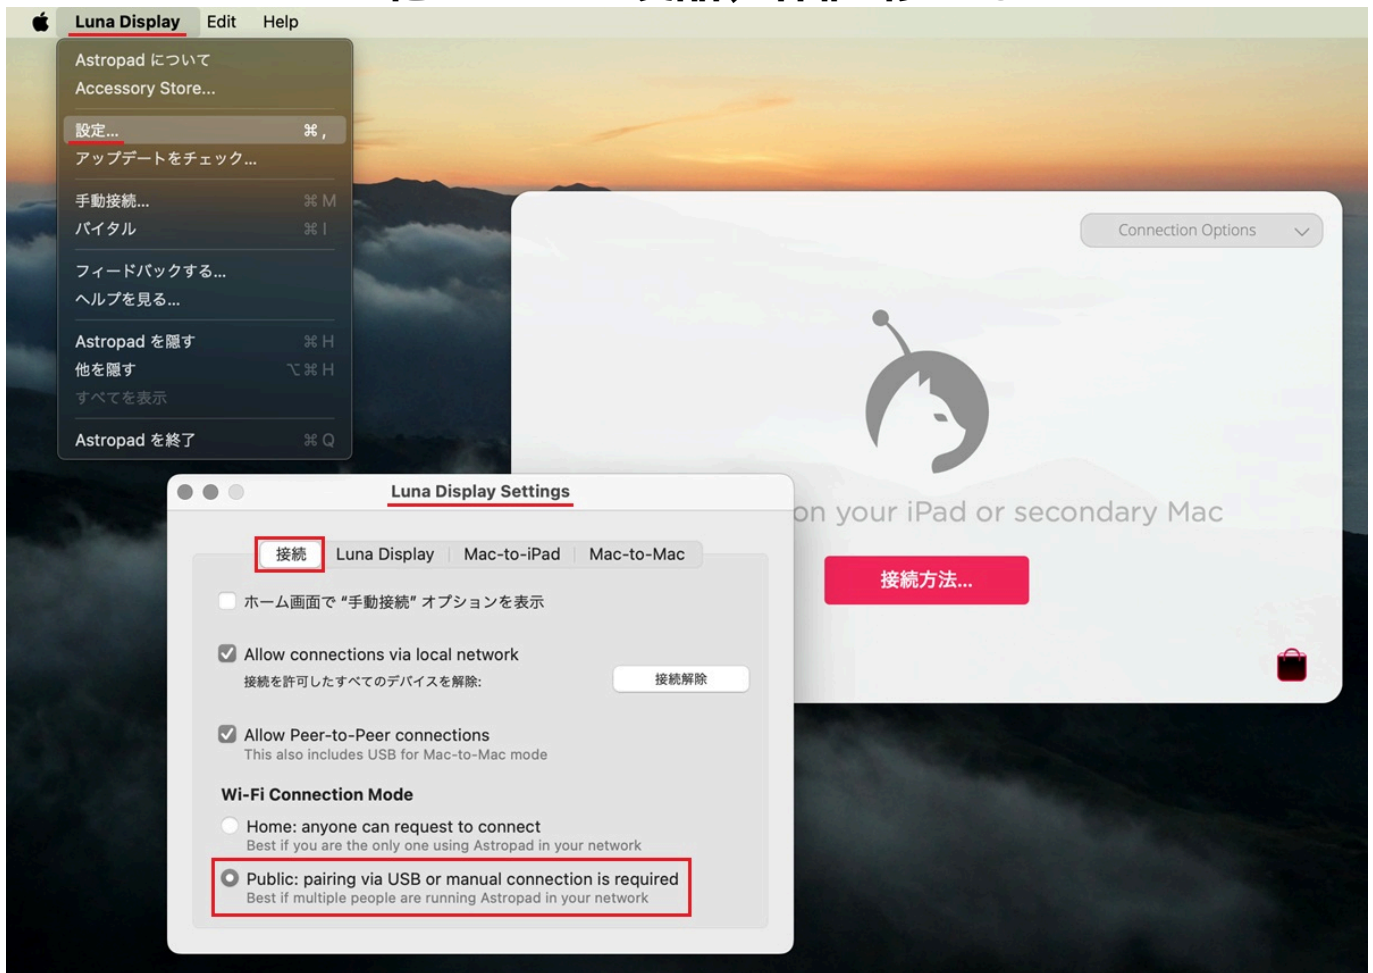 Luna Display Edit Help
Astropad について
Accessory Store...
設定... ⌘ ,
アップデートをチェック...
手動接続... ⌘ M
バイタル ⌘ I
フィードバックする...
ヘルプを見る...
Astropad を隠す ⌘ H
他を隠す ⌥ ⌘ H
すべてを表示
Astropad を終了 ⌘ Q
Connection Options
on your iPad or secondary Mac
接続方法...
Luna Display Settings
接続 Luna Display Mac-to-iPad Mac-to-Mac
ホーム画面で “手動接続” オプションを表示
Allow connections via local network
接続を許可したすべてのデバイスを解除: 接続解除
Allow Peer-to-Peer connections
This also includes USB for Mac-to-Mac mode
Wi-Fi Connection Mode
Home: anyone can request to connect
Best if you are the only one using Astropad in your network
Public: pairing via USB or manual connection is required
Best if multiple people are running Astropad in your network